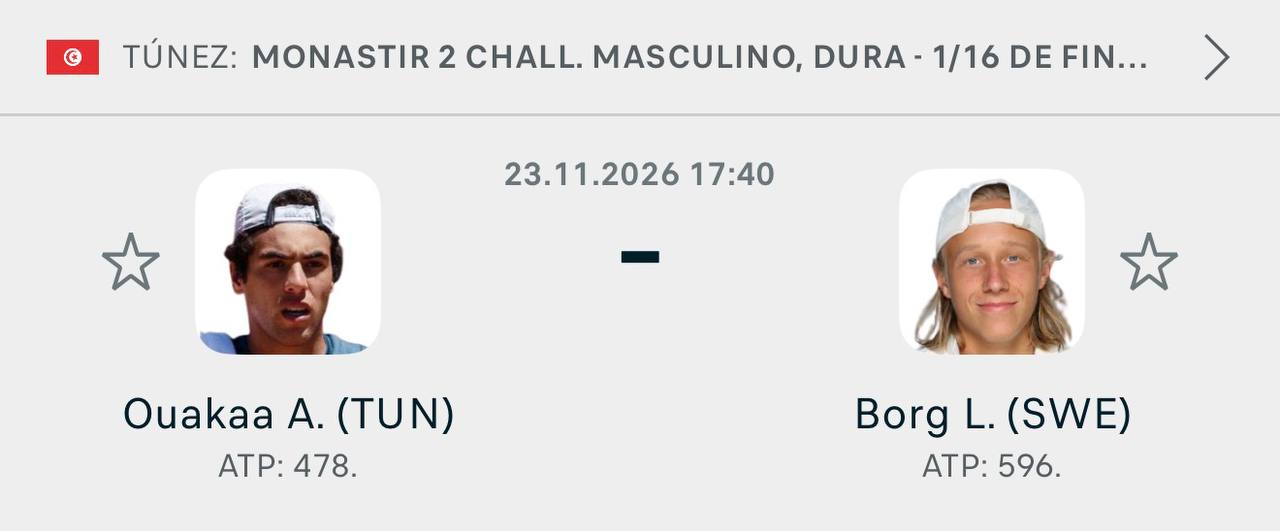 TÚNEZ: MONASTIR 2 CHALL. MASCULINO, DURA - 1/16 DE FIN...
23.11.2026 17:40
-
Ouakaa A. (TUN)
ATP: 478.
Borg L. (SWE)
ATP: 596.